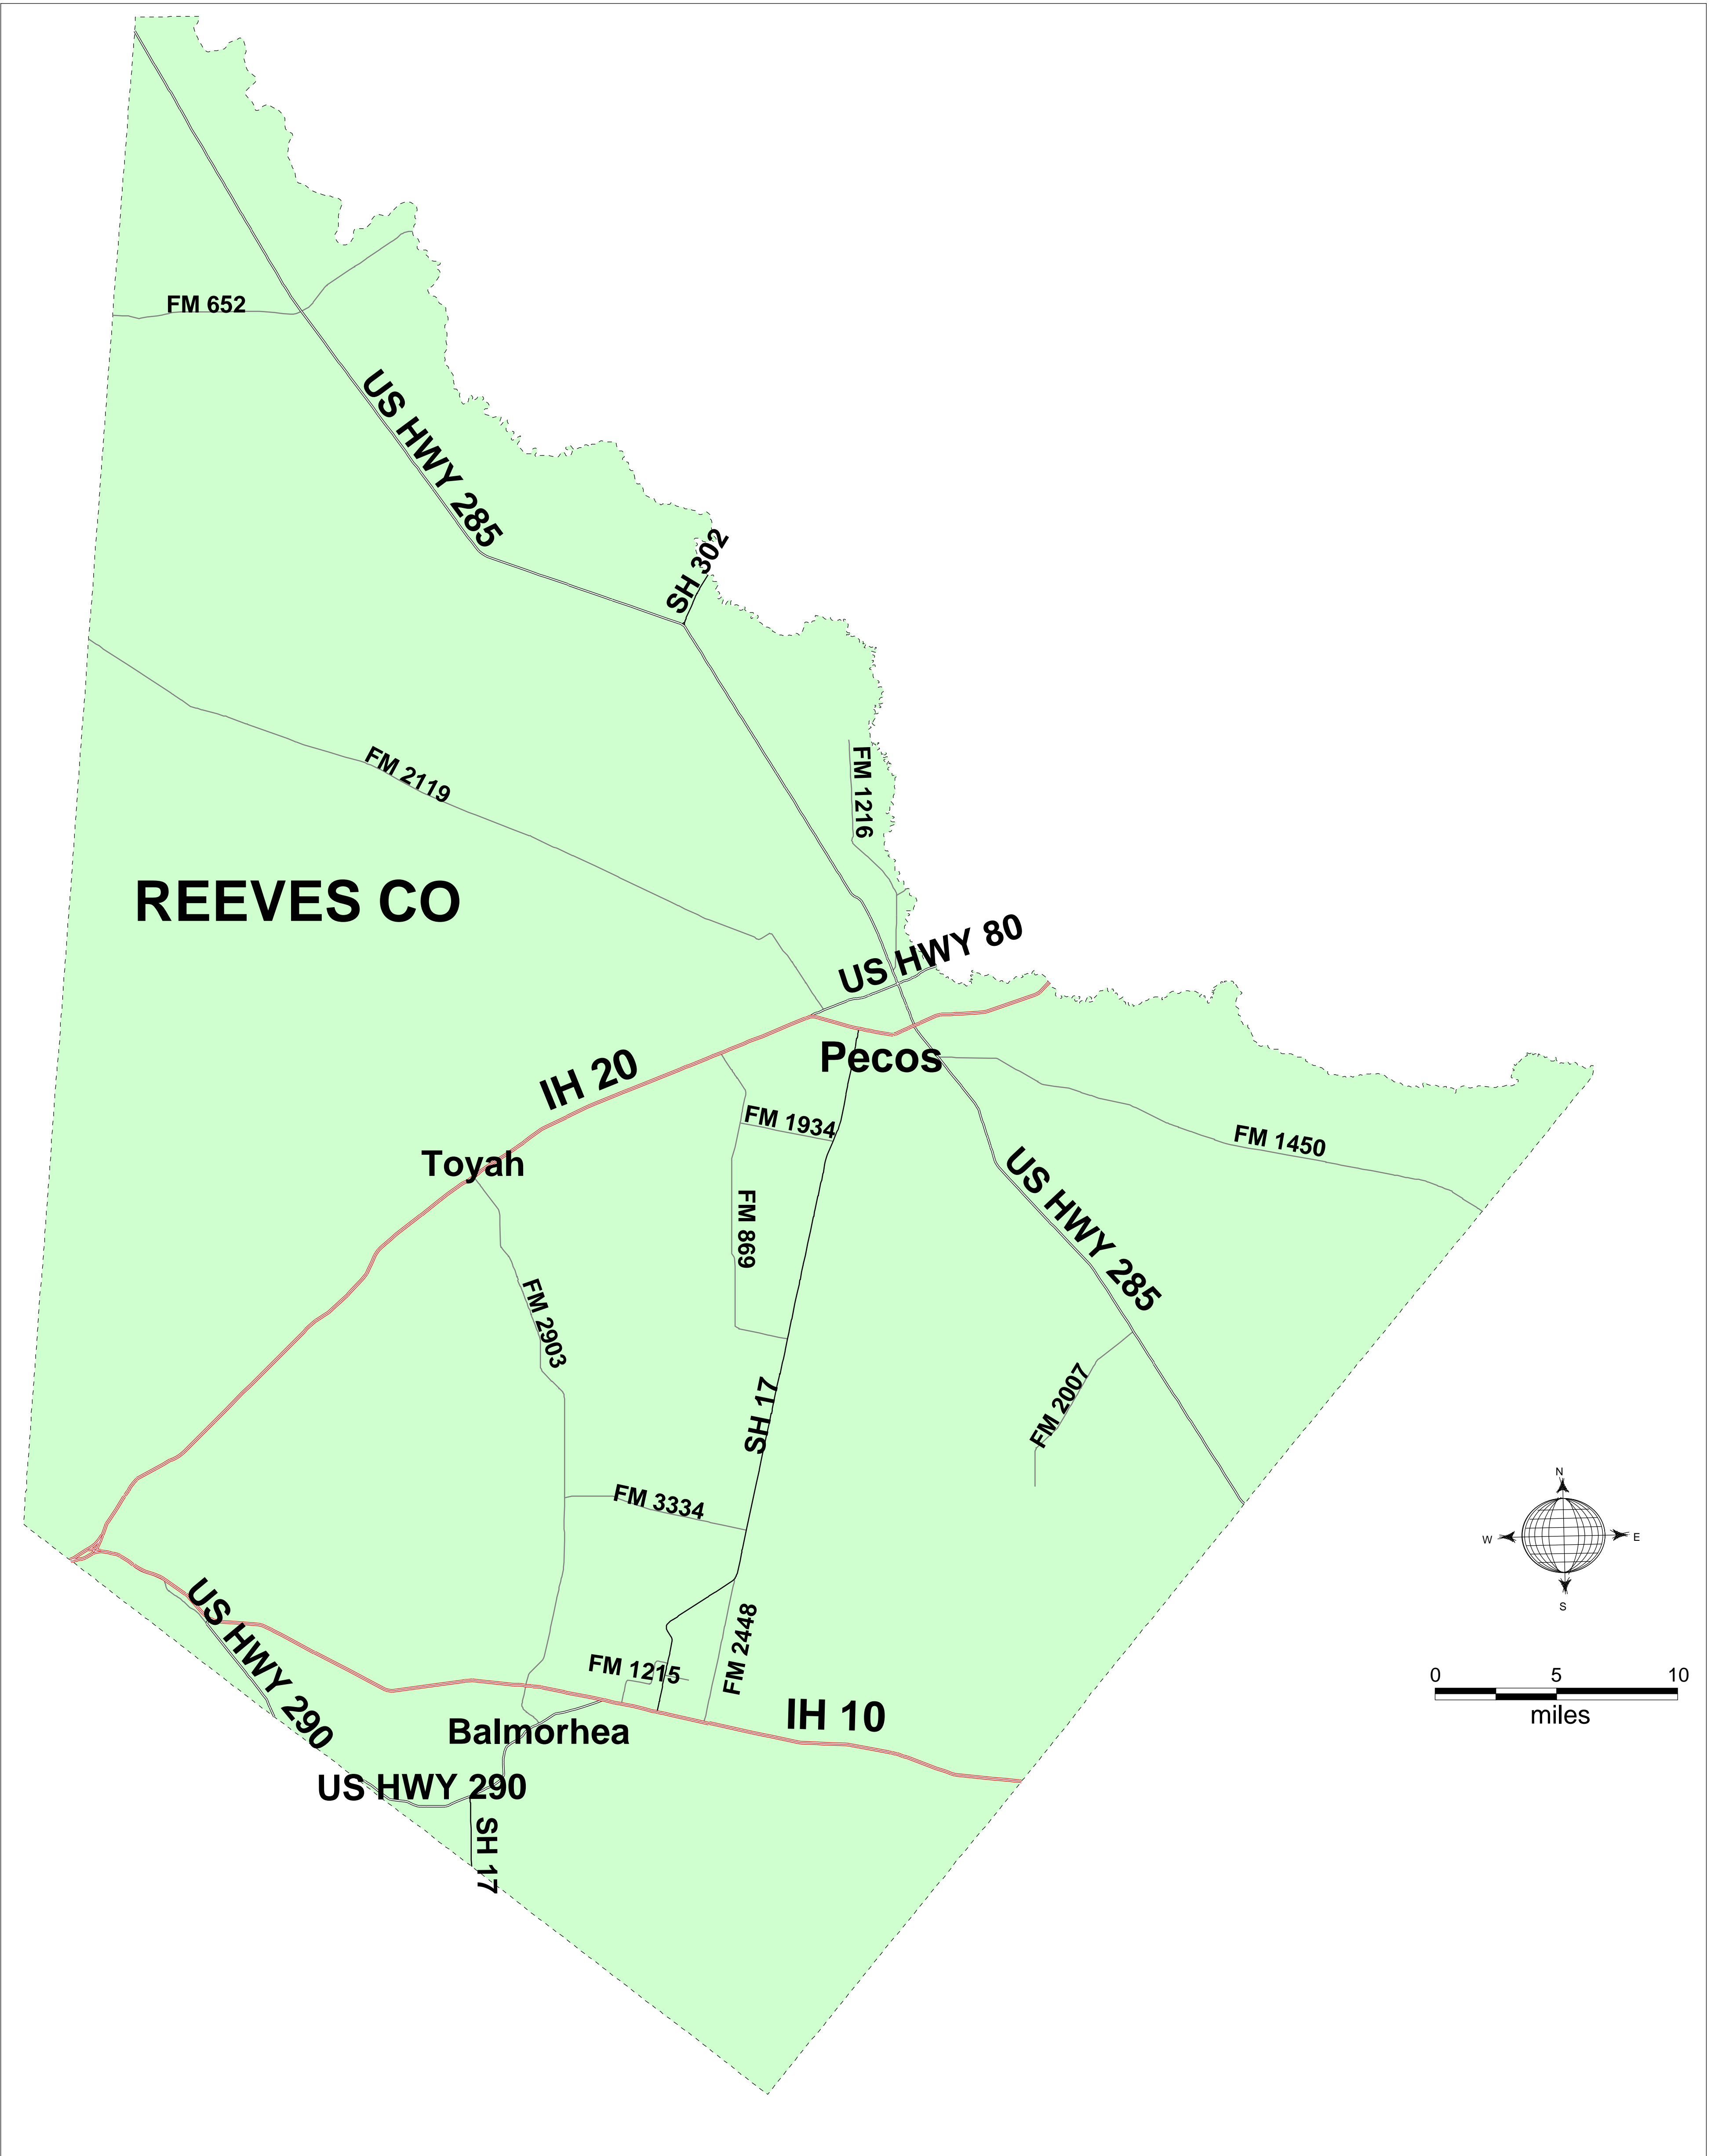 FM 652
US HWY 285
SH 302
FM 2119
FM 1216
REEVES CO
US HWY 80
Pecos
IH 20
FM 1934
FM 1450
Toyah
US HWY 285
FM 869
FM 2903
FM 2007
SH 17
FM 3334
N
W
E
S
US HWY 290
FM 2448
FM 1215
0 5 10
miles
IH 10
Balmorhea
US HWY 290
SH 17